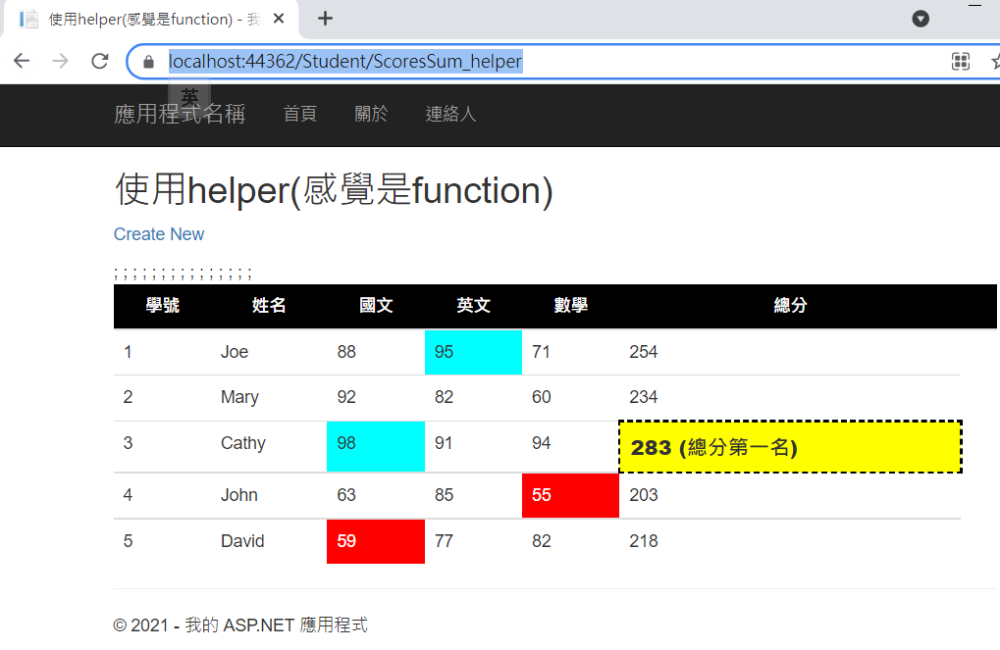 使用helper(感覺是function) - 我
localhost:44362/Student/ScoresSum_helper
英
應用程式名稱 首頁 關於 連絡人
使用helper(感覺是function)
Create New
; ; ; ; ; ; ; ; ; ; ; ; ; ; ;
學號 姓名 國文 英文 數學 總分
1 Joe 88 95 71 254
2 Mary 92 82 60 234
3 Cathy 98 91 94 283 (總分第一名)
4 John 63 85 55 203
5 David 59 77 82 218
© 2021 - 我的 ASP.NET 應用程式